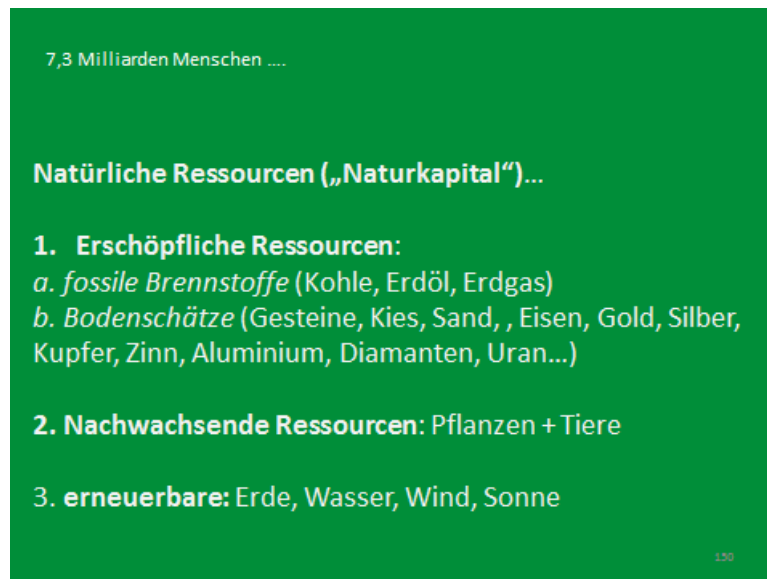 7,3 Milliarden Menschen ....
Natürliche Ressourcen („Naturkapital“)...
1. Erschöpfliche Ressourcen:
a. fossile Brennstoffe (Kohle, Erdöl, Erdgas)
b. Bodenschätze (Gesteine, Kies, Sand, , Eisen, Gold, Silber,
Kupfer, Zinn, Aluminium, Diamanten, Uran...)
2. Nachwachsende Ressourcen: Pflanzen + Tiere
3. erneuerbare: Erde, Wasser, Wind, Sonne
150